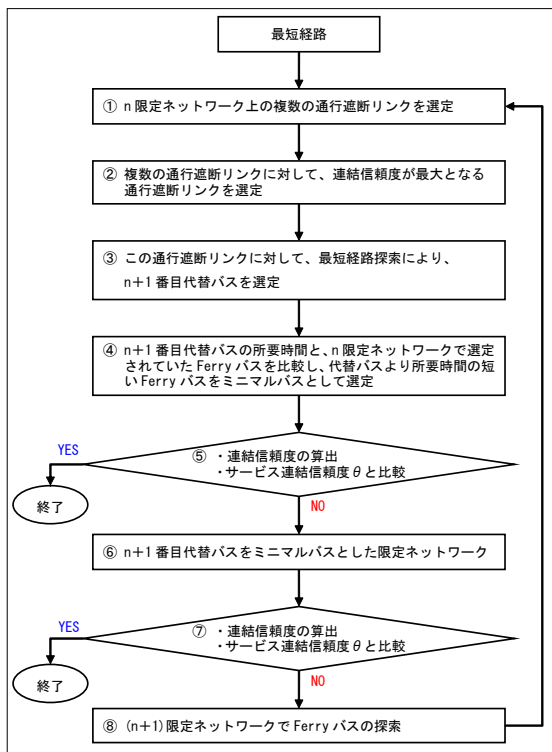 最短経路
① n 限定ネットワーク上の複数の通行遮断リンクを選定
② 複数の通行遮断リンクに対して、連結信頼度が最大となる
通行遮断リンクを選定
③ この通行遮断リンクに対して、最短経路探索により、
n+1 番目代替バスを選定
④ n+1 番目代替バスの所要時間と、n 限定ネットワークで選定
されていた Ferry バスを比較し、代替バスより所要時間の短
い Ferry バスをミニマルバスとして選定
YES
⑤ ・連結信頼度の算出
・サービス連結信頼度θと比較
終了
NO
⑥ n+1 番目代替バスをミニマルバスとした限定ネットワーク
YES
⑦ ・連結信頼度の算出
・サービス連結信頼度θと比較
終了
NO
⑧ (n+1)限定ネットワークで Ferry バスの探索